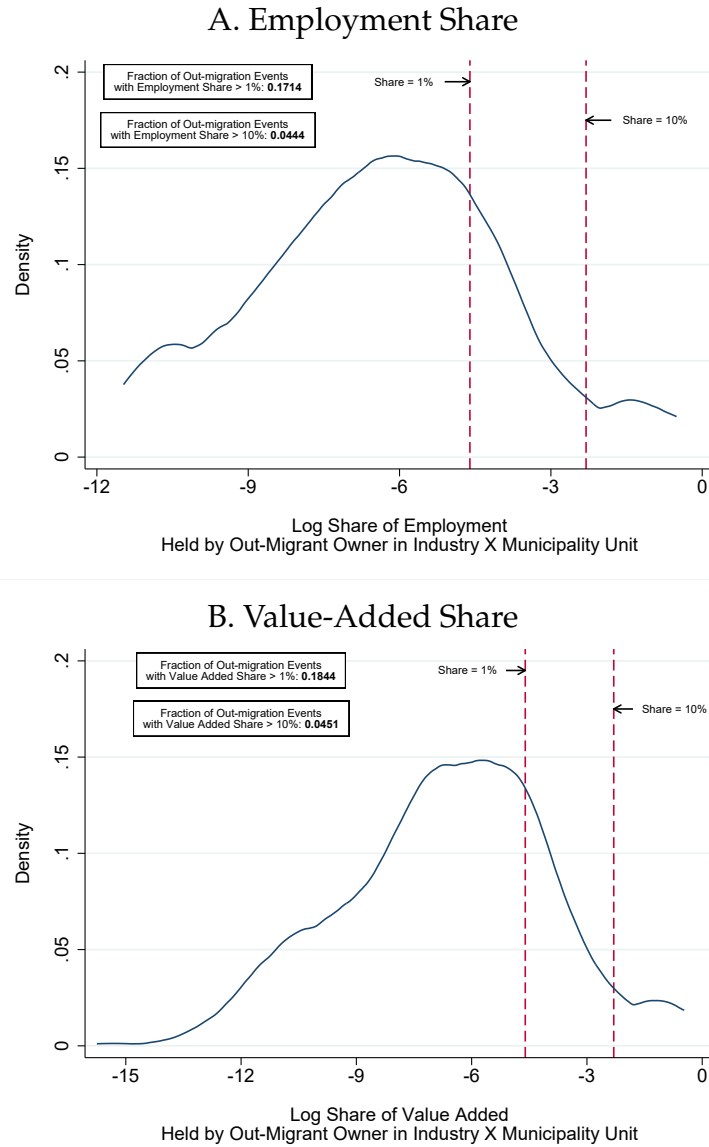 A. Employment Share
Fraction of Out-migration Events
with Employment Share > 1%: 0.1714
Fraction of Out-migration Events
with Employment Share > 10%: 0.0444
Share = 1%
Share = 10%
Density
.2
.15
.1
.05
0
-12
-9
-6
-3
0
Log Share of Employment
Held by Out-Migrant Owner in Industry X Municipality Unit
B. Value-Added Share
Fraction of Out-migration Events
with Value Added Share > 1%: 0.1844
Fraction of Out-migration Events
with Value Added Share > 10%: 0.0451
Share = 1%
Share = 10%
Density
.2
.15
.1
.05
0
-15
-12
-9
-6
-3
0
Log Share of Value Added
Held by Out-Migrant Owner in Industry X Municipality Unit